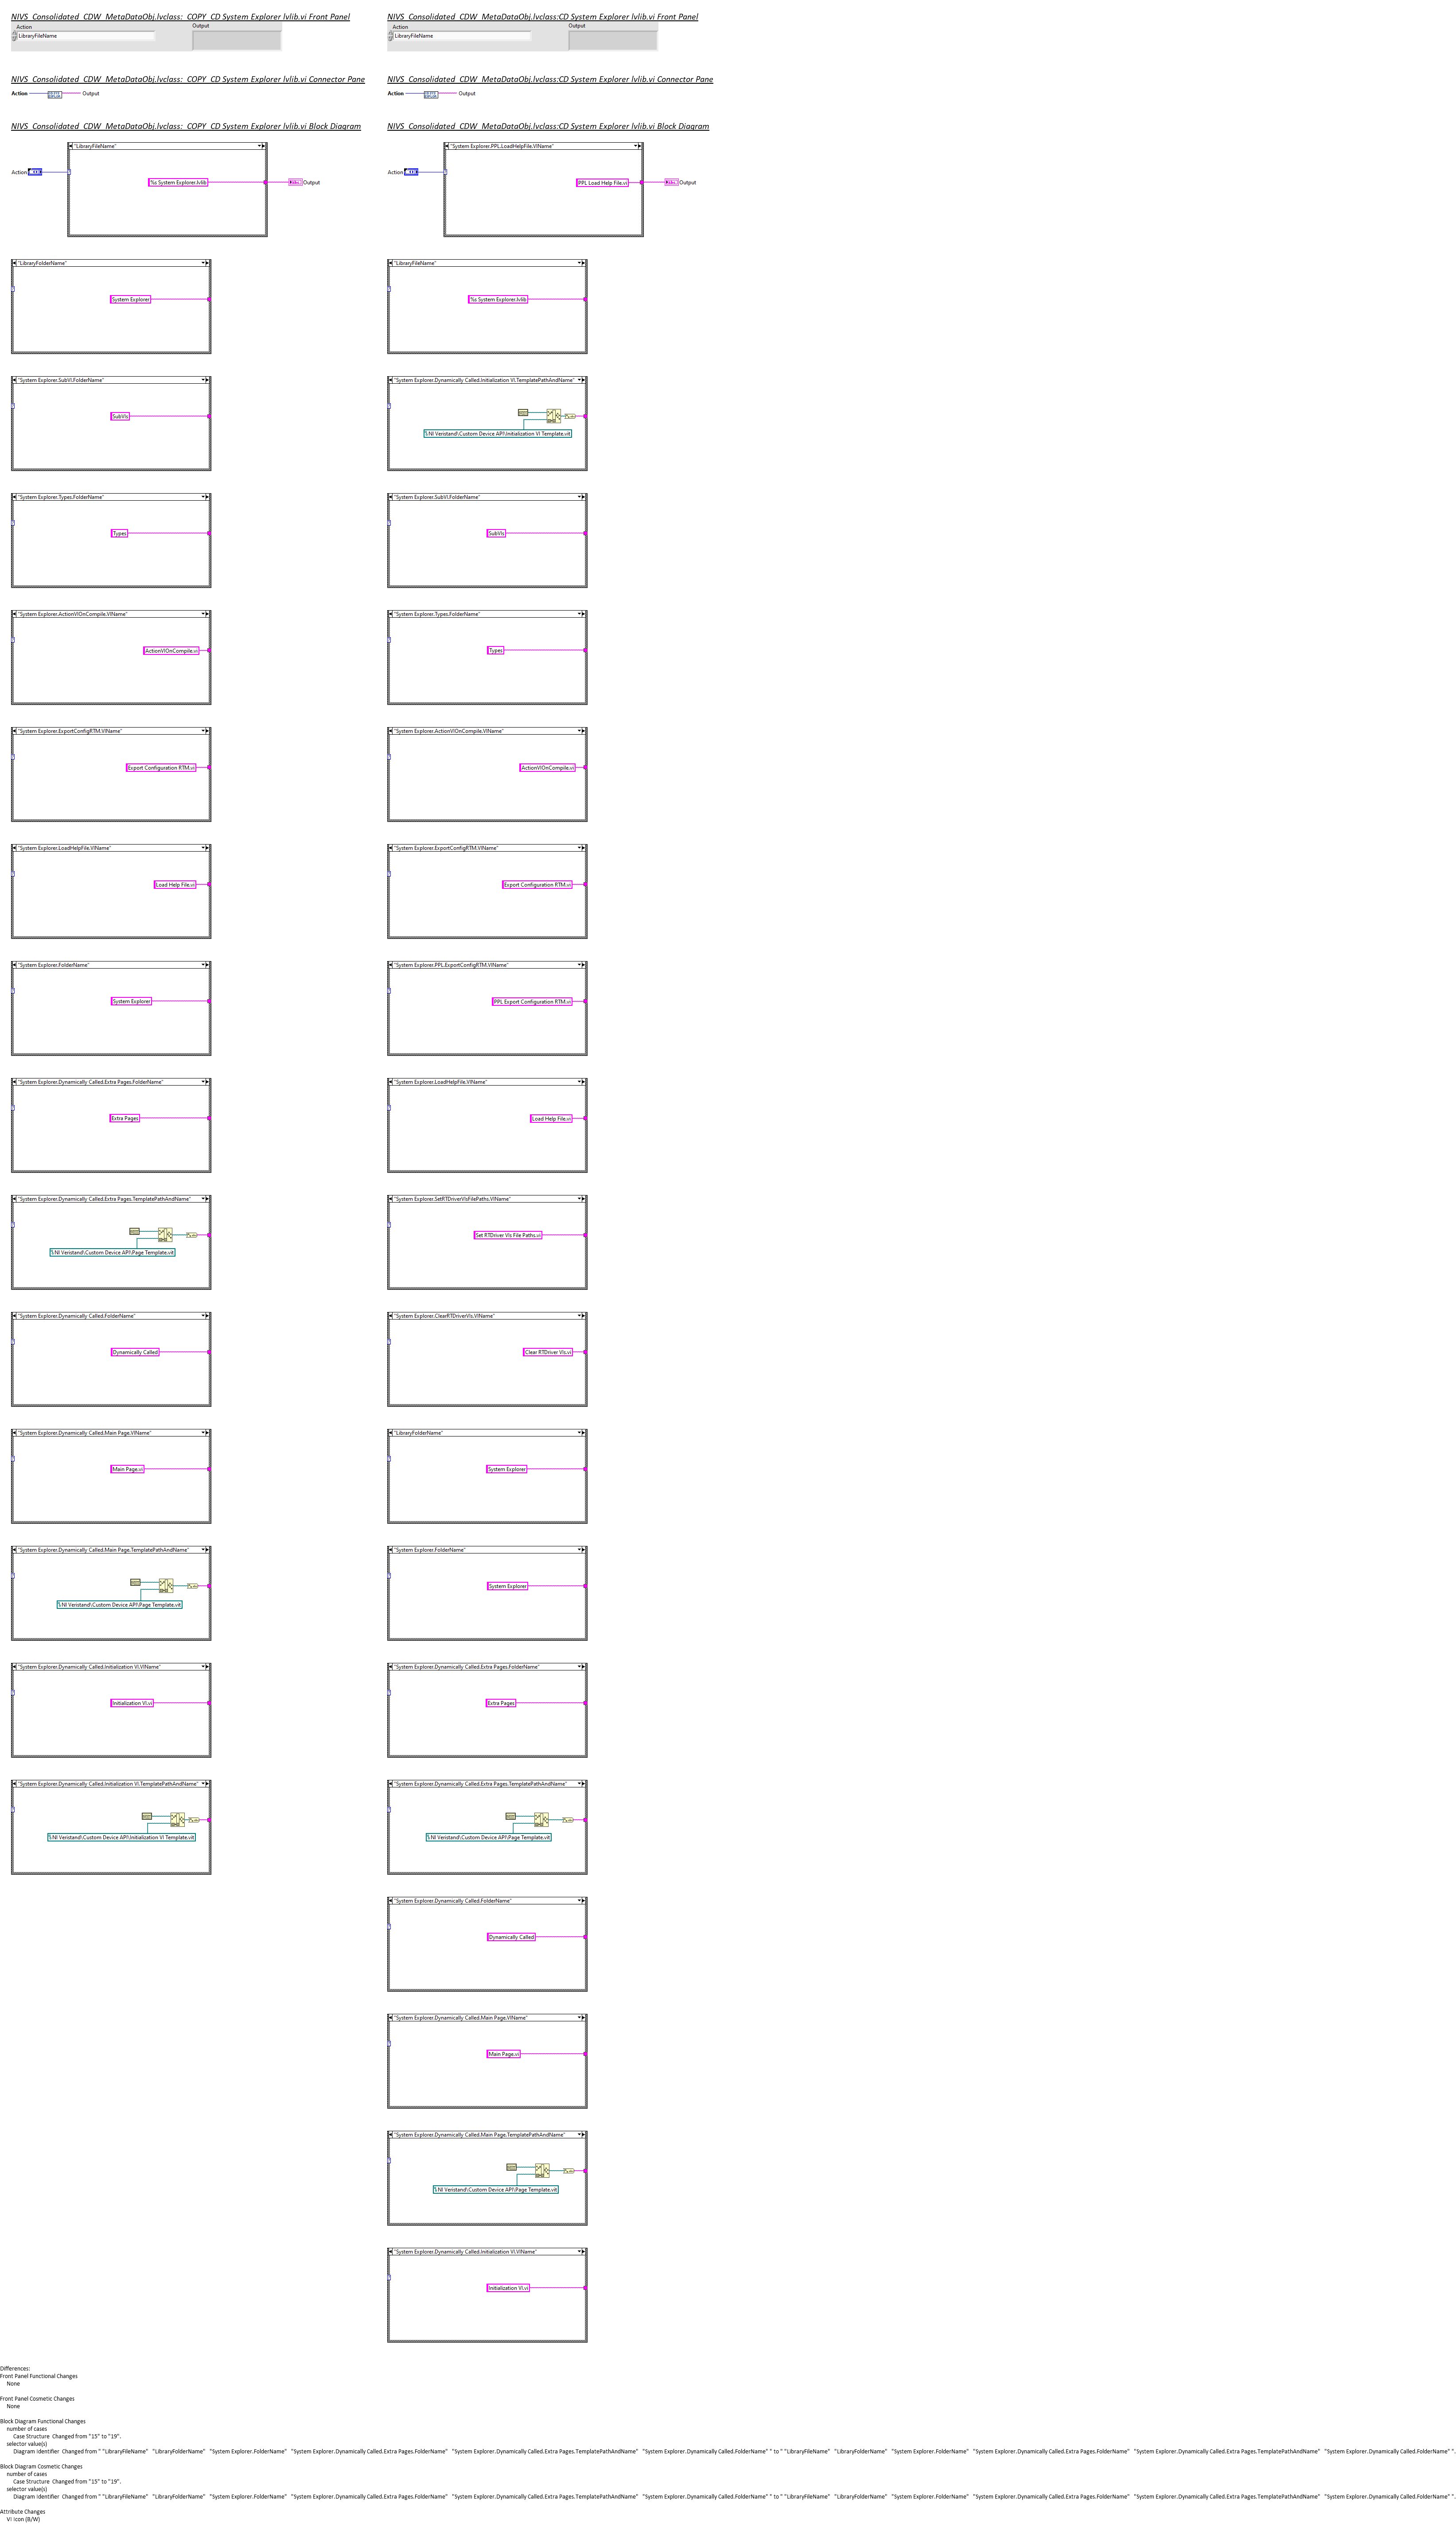 NIVS_Consolidated_CDW_MetaDataObj.lvclass:_COPY_CD System Explorer lvlib.vi Front Panel
Action
Output
LibraryFileName
NIVS_Consolidated_CDW_MetaDataObj.lvclass:_COPY_CD System Explorer lvlib.vi Connector Pane
Action
Output
NIVS_Consolidated_CDW_MetaDataObj.lvclass:_COPY_CD System Explorer lvlib.vi Block Diagram
"LibraryFileName"
Action
%s System Explorer.lvlib
Output
"LibraryFolderName"
System Explorer
"System Explorer.SubVI.FolderName"
SubVIs
"System Explorer.Types.FolderName"
Types
"System Explorer.ActionVIOnCompile.VIName"
ActionVIOnCompile.vi
"System Explorer.ExportConfigRTM.VIName"
Export Configuration RTM.vi
"System Explorer.LoadHelpFile.VIName"
Load Help File.vi
"System Explorer.FolderName"
System Explorer
"System Explorer.Dynamically Called.Extra Pages.FolderName"
Extra Pages
"System Explorer.Dynamically Called.Extra Pages.TemplatePathAndName"
\NI Veristand\Custom Device API\Page Template.vit
"System Explorer.Dynamically Called.FolderName"
Dynamically Called
"System Explorer.Dynamically Called.Main Page.VIName"
Main Page.vi
"System Explorer.Dynamically Called.Main Page.TemplatePathAndName"
\NI Veristand\Custom Device API\Page Template.vit
"System Explorer.Dynamically Called.Initialization VI.VIName"
Initialization VI.vi
"System Explorer.Dynamically Called.Initialization VI.TemplatePathAndName"
\NI Veristand\Custom Device API\Initialization VI Template.vit
NIVS_Consolidated_CDW_MetaDataObj.lvclass:CD System Explorer lvlib.vi Front Panel
Action
Output
LibraryFileName
NIVS_Consolidated_CDW_MetaDataObj.lvclass:CD System Explorer lvlib.vi Connector Pane
Action
Output
NIVS_Consolidated_CDW_MetaDataObj.lvclass:CD System Explorer lvlib.vi Block Diagram
"System Explorer.PPL.LoadHelpFile.VIName"
Action
PPL Load Help File.vi
Output
"LibraryFileName"
%s System Explorer.lvlib
"System Explorer.Dynamically Called.Initialization VI.TemplatePathAndName"
\NI Veristand\Custom Device API\Initialization VI Template.vit
"System Explorer.SubVI.FolderName"
SubVIs
"System Explorer.Types.FolderName"
Types
"System Explorer.ActionVIOnCompile.VIName"
ActionVIOnCompile.vi
"System Explorer.ExportConfigRTM.VIName"
Export Configuration RTM.vi
"System Explorer.PPL.ExportConfigRTM.VIName"
PPL Export Configuration RTM.vi
"System Explorer.LoadHelpFile.VIName"
Load Help File.vi
"System Explorer.SetRTDriverVIsFilePaths.VIName"
Set RTDriver VIs File Paths.vi
"System Explorer.ClearRTDriverVIs.VIName"
Clear RTDriver VIs.vi
"LibraryFolderName"
System Explorer
"System Explorer.FolderName"
System Explorer
"System Explorer.Dynamically Called.Extra Pages.FolderName"
Extra Pages
"System Explorer.Dynamically Called.Extra Pages.TemplatePathAndName"
\NI Veristand\Custom Device API\Page Template.vit
"System Explorer.Dynamically Called.FolderName"
Dynamically Called
"System Explorer.Dynamically Called.Main Page.VIName"
Main Page.vi
"System Explorer.Dynamically Called.Main Page.TemplatePathAndName"
\NI Veristand\Custom Device API\Page Template.vit
"System Explorer.Dynamically Called.Initialization VI.VIName"
Initialization VI.vi
Differences:
Front Panel Functional Changes
None
Front Panel Cosmetic Changes
None
Block Diagram Functional Changes
number of cases
Case Structure Changed from "15" to "19".
selector value(s)
Diagram Identifier Changed from " "LibraryFileName" "LibraryFolderName" "System Explorer.FolderName" "System Explorer.Dynamically Called.Extra Pages.FolderName" "System Explorer.Dynamically Called.Extra Pages.TemplatePathAndName" "System Explorer.Dynamically Called.FolderName" " to " "LibraryFileName" "LibraryFolderName" "System Explorer.FolderName" "System Explorer.Dynamically Called.Extra Pages.FolderName" "System Explorer.Dynamically Called.Extra Pages.TemplatePathAndName" "System Explorer.Dynamically Called.FolderName" ".
Block Diagram Cosmetic Changes
number of cases
Case Structure Changed from "15" to "19".
selector value(s)
Diagram Identifier Changed from " "LibraryFileName" "LibraryFolderName" "System Explorer.FolderName" "System Explorer.Dynamically Called.Extra Pages.FolderName" "System Explorer.Dynamically Called.Extra Pages.TemplatePathAndName" "System Explorer.Dynamically Called.FolderName" " to " "LibraryFileName" "LibraryFolderName" "System Explorer.FolderName" "System Explorer.Dynamically Called.Extra Pages.FolderName" "System Explorer.Dynamically Called.Extra Pages.TemplatePathAndName" "System Explorer.Dynamically Called.FolderName" ".
Attribute Changes
VI Icon (B/W)